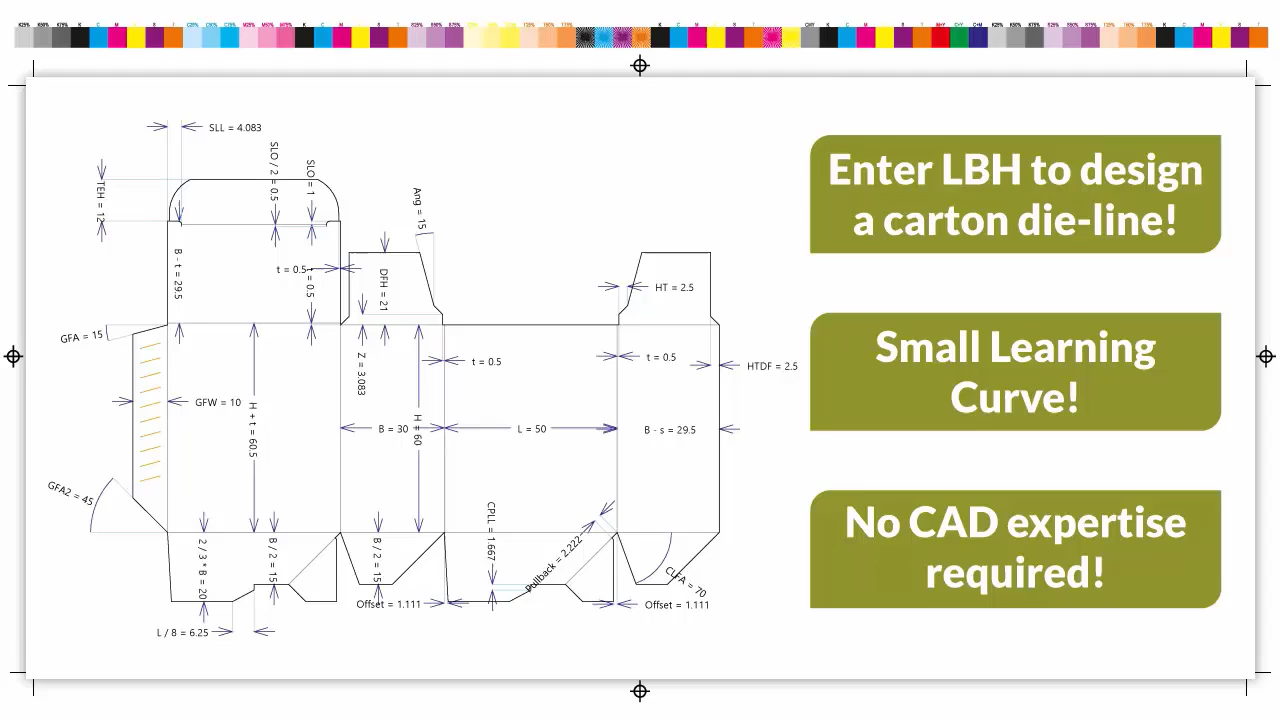 SLL = 4.083
SLO / 2 = 0.5
SLO = 1
TEH = 12
Ang = 15
B - t = 29.5
t = 0.5
t = 0.5
DFH = 21
HT = 2.5
GFA = 15
Z = 3.083
t = 0.5
t = 0.5
HTDF = 2.5
GFW = 10
H + t = 60.5
B = 30
H = 60
L = 50
B - s = 29.5
GFA2 = 45
CPLL = 1.667
2 / 3 * B = 20
B / 2 = 15
B / 2 = 15
Pullback = 2.222
CLFA = 70
Offset = 1.111
Offset = 1.111
L / 8 = 6.25
Enter LBH to design
a carton die-line!
Small Learning
Curve!
No CAD expertise
required!